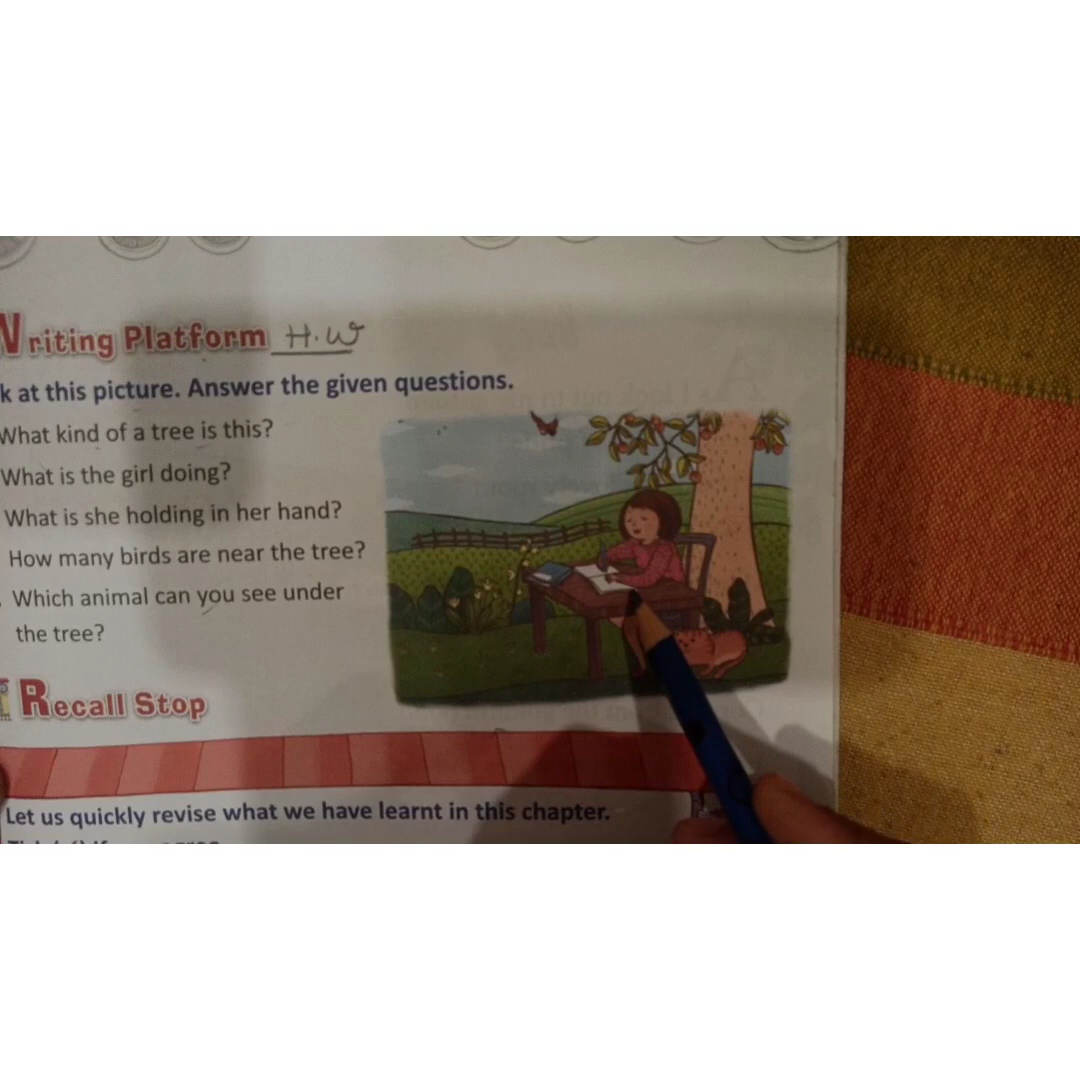 Writing Platform H.W
k at this picture. Answer the given questions.
What kind of a tree is this?
What is the girl doing?
What is she holding in her hand?
How many birds are near the tree?
Which animal can you see under
the tree?
Recall Stop
Let us quickly revise what we have learnt in this chapter.